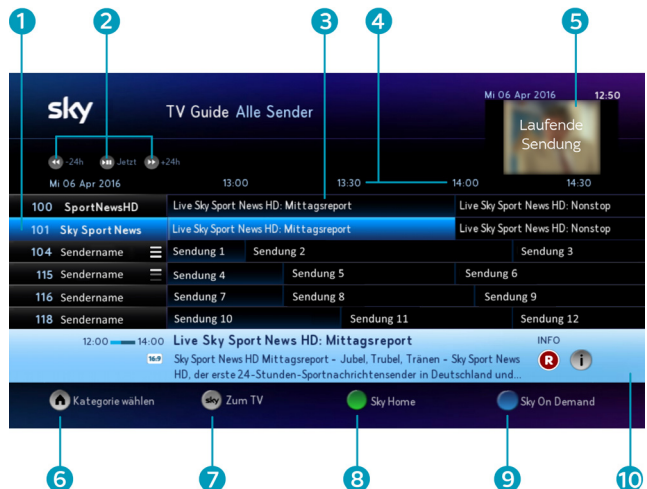 1 2 3 4 5
sky TV Guide Alle Sender
Mi 06 Apr 2016 12:50
Laufende
Sendung
-24h Jetzt +24h
Mi 06 Apr 2016 13:00 13:30 14:00 14:30
100 SportNewsHD Live Sky Sport News HD: Mittagsreport Live Sky Sport News HD: Nonstop
101 Sky Sport News Live Sky Sport News HD: Mittagsreport Live Sky Sport News HD: Nonstop
104 Sendername Sendung 1 Sendung 2 Sendung 3
115 Sendername Sendung 4 Sendung 5 Sendung 6
116 Sendername Sendung 7 Sendung 8 Sendung 9
118 Sendername Sendung 10 Sendung 11 Sendung 12
12:00 14:00 Live Sky Sport News HD: Mittagsreport INFO
16:9 Sky Sport News HD Mittagsreport - Jubel, Trubel, Tränen - Sky Sport News R i
HD, der erste 24-Stunden-Sportnachrichtensender in Deutschland und...
Kategorie wählen sky Zum TV Sky Home Sky On Demand
6 7 8 9 10